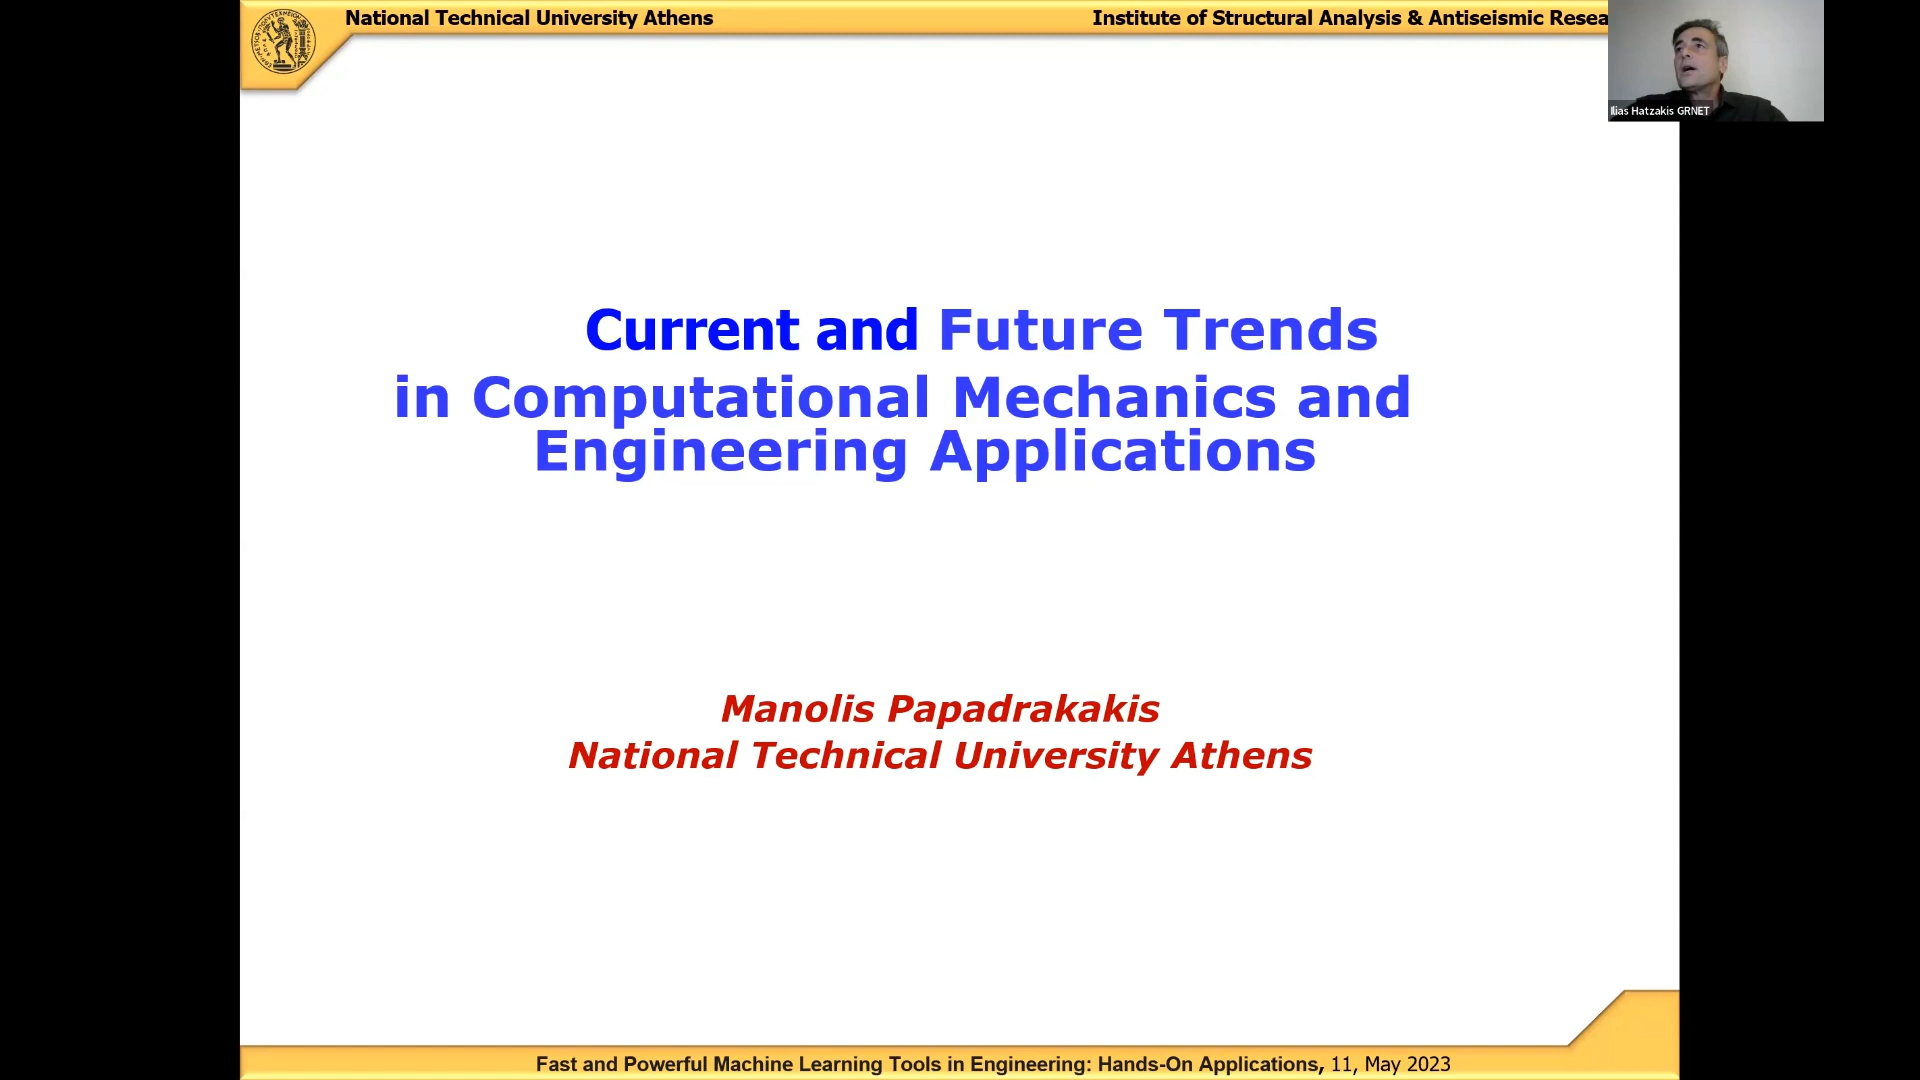 National Technical University Athens
Institute of Structural Analysis & Antiseismic Resea
Ilias Hatzakis GRNET
Current and Future Trends
in Computational Mechanics and
Engineering Applications
Manolis Papadrakakis
National Technical University Athens
Fast and Powerful Machine Learning Tools in Engineering: Hands-On Applications, 11, May 2023